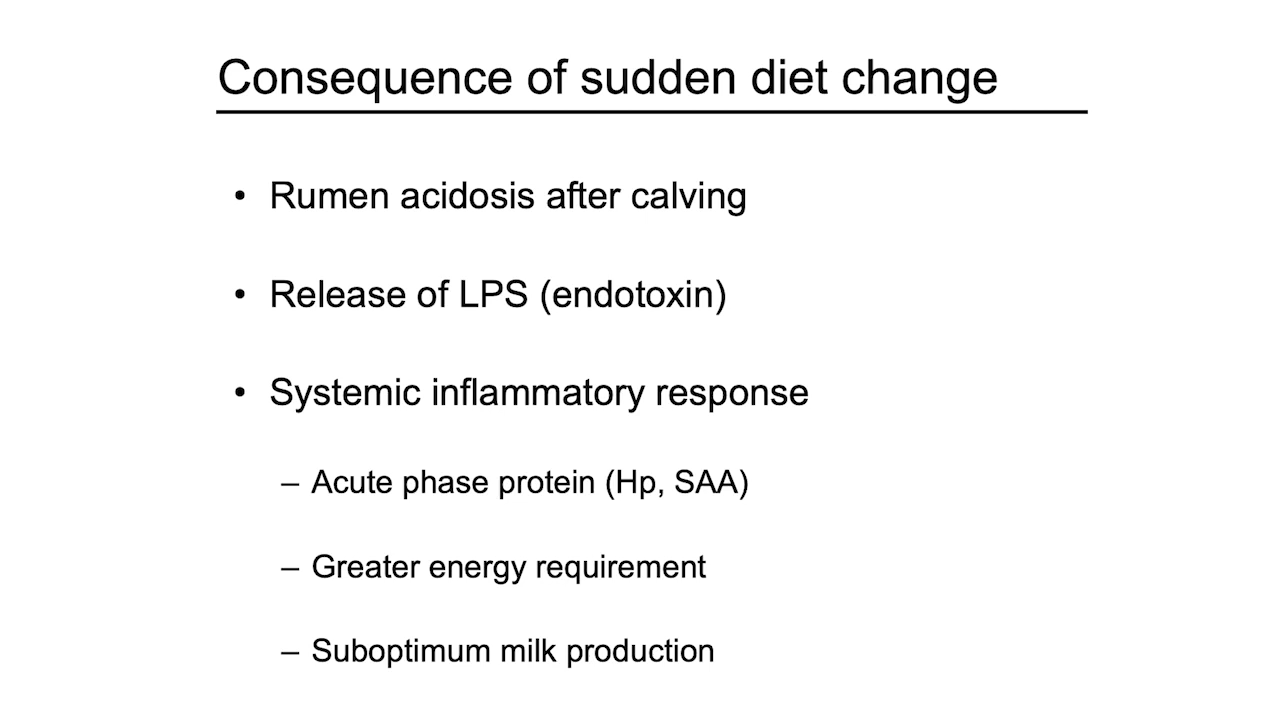 Consequence of sudden diet change
• Rumen acidosis after calving
• Release of LPS (endotoxin)
• Systemic inflammatory response
– Acute phase protein (Hp, SAA)
– Greater energy requirement
– Suboptimum milk production